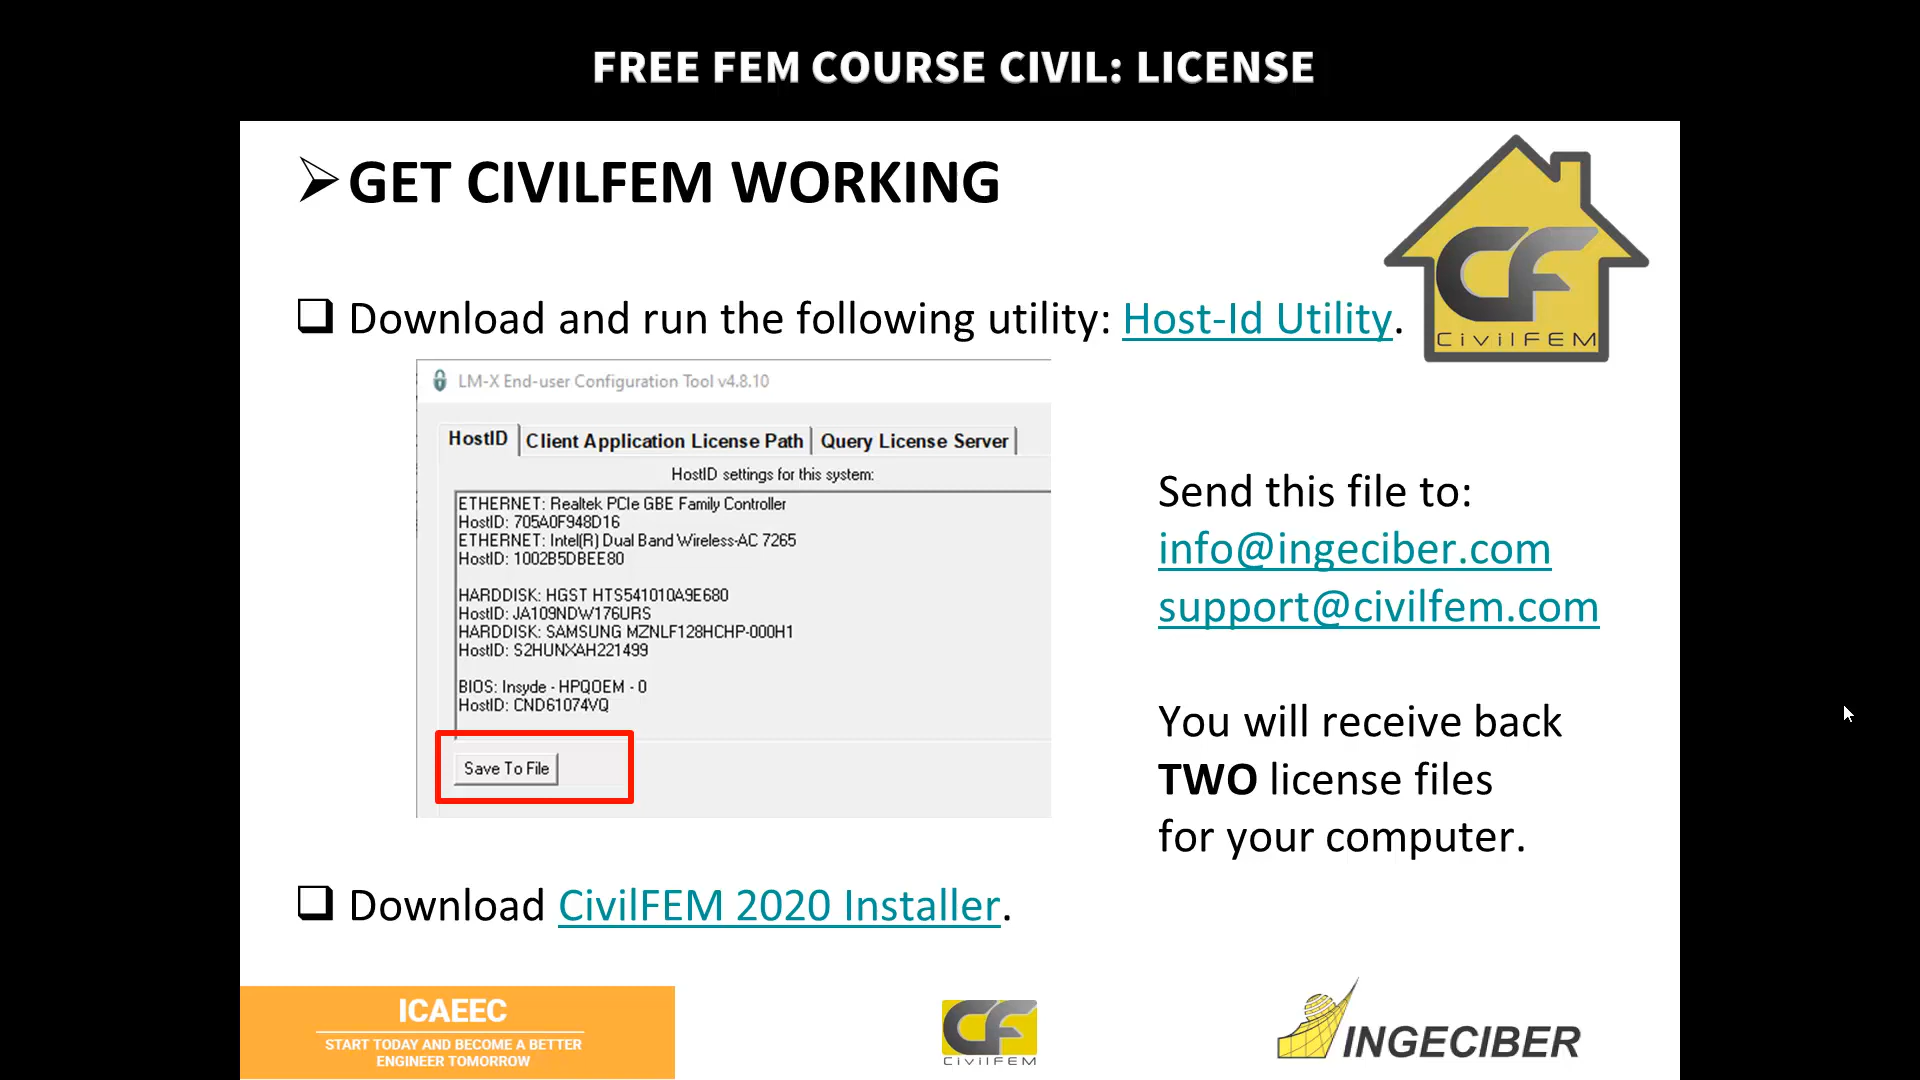 FREE FEM COURSE CIVIL: LICENSE
GET CIVILFEM WORKING
CivilFEM
Download and run the following utility: Host-Id Utility.
LM-X End-user Configuration Tool v4.8.10
HostID Client Application License Path Query License Server
HostID settings for this system:
ETHERNET: Realtek PCIe GBE Family Controller
HostID: 705A0F948D16
ETHERNET: Intel(R) Dual Band Wireless-AC 7265
HostID: 1002B5DBEE80
HARDDISK: HGST HTS541010A9E680
HostID: JA109NDW176URS
HARDDISK: SAMSUNG MZNLF128HCHP-000H1
HostID: S2HUNXAH221499
BIOS: Insyde - HPQOEM - 0
HostID: CND61074VQ
Save To File
Send this file to:
info@ingeciber.com
support@civilfem.com
You will receive back
TWO license files
for your computer.
Download CivilFEM 2020 Installer.
ICAEEC
START TODAY AND BECOME A BETTER
ENGINEER TOMORROW
CF
CivilFEM
INGECIBER